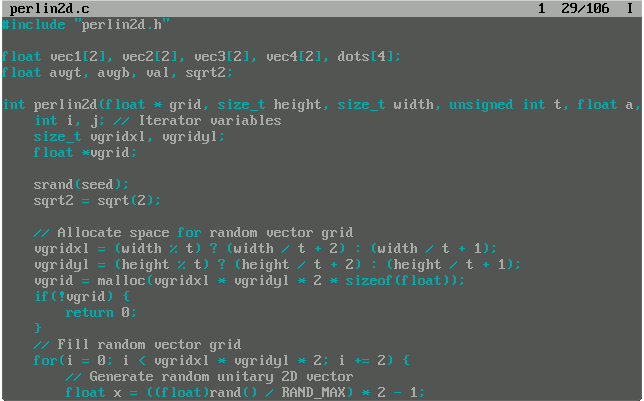 perlin2d.c 1 29/106 I
#include "perlin2d.h"

float vec1[2], vec2[2], vec3[2], vec4[2], dots[4];
float avgt, avgb, val, sqrt2;

int perlin2d(float * grid, size_t height, size_t width, unsigned int t, float a,
    int i, j; // Iterator variables
    size_t vgridxl, vgridyl;
    float *vgrid;

    srand(seed);
    sqrt2 = sqrt(2);

    // Allocate space for random vector grid
    vgridxl = (width % t) ? (width / t + 2) : (width / t + 1);
    vgridyl = (height % t) ? (height / t + 2) : (height / t + 1);
    vgrid = malloc(vgridxl * vgridyl * 2 * sizeof(float));
    if(!vgrid) {
        return 0;
    }
    // Fill random vector grid
    for(i = 0; i < vgridxl * vgridyl * 2; i += 2) {
        // Generate random unitary 2D vector
        float x = ((float)rand() / RAND_MAX) * 2 - 1;